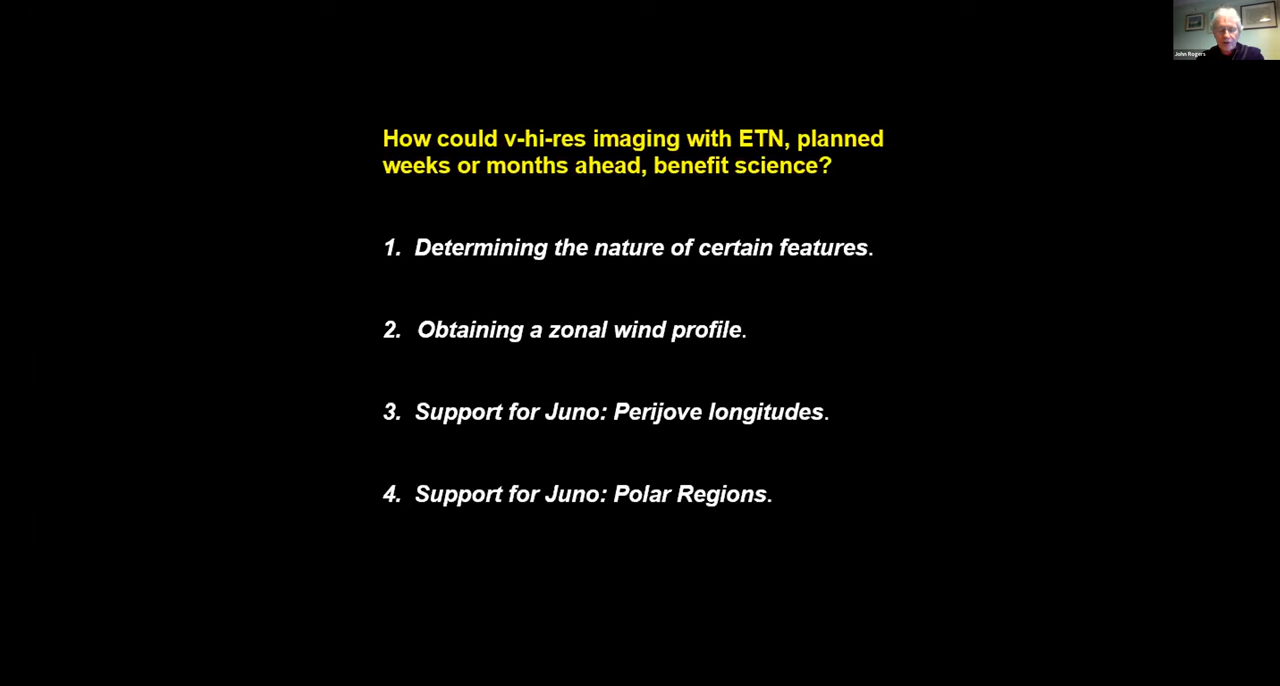 John Rogers
How could v-hi-res imaging with ETN, planned
weeks or months ahead, benefit science?
1. Determining the nature of certain features.
2. Obtaining a zonal wind profile.
3. Support for Juno: Perijove longitudes.
4. Support for Juno: Polar Regions.